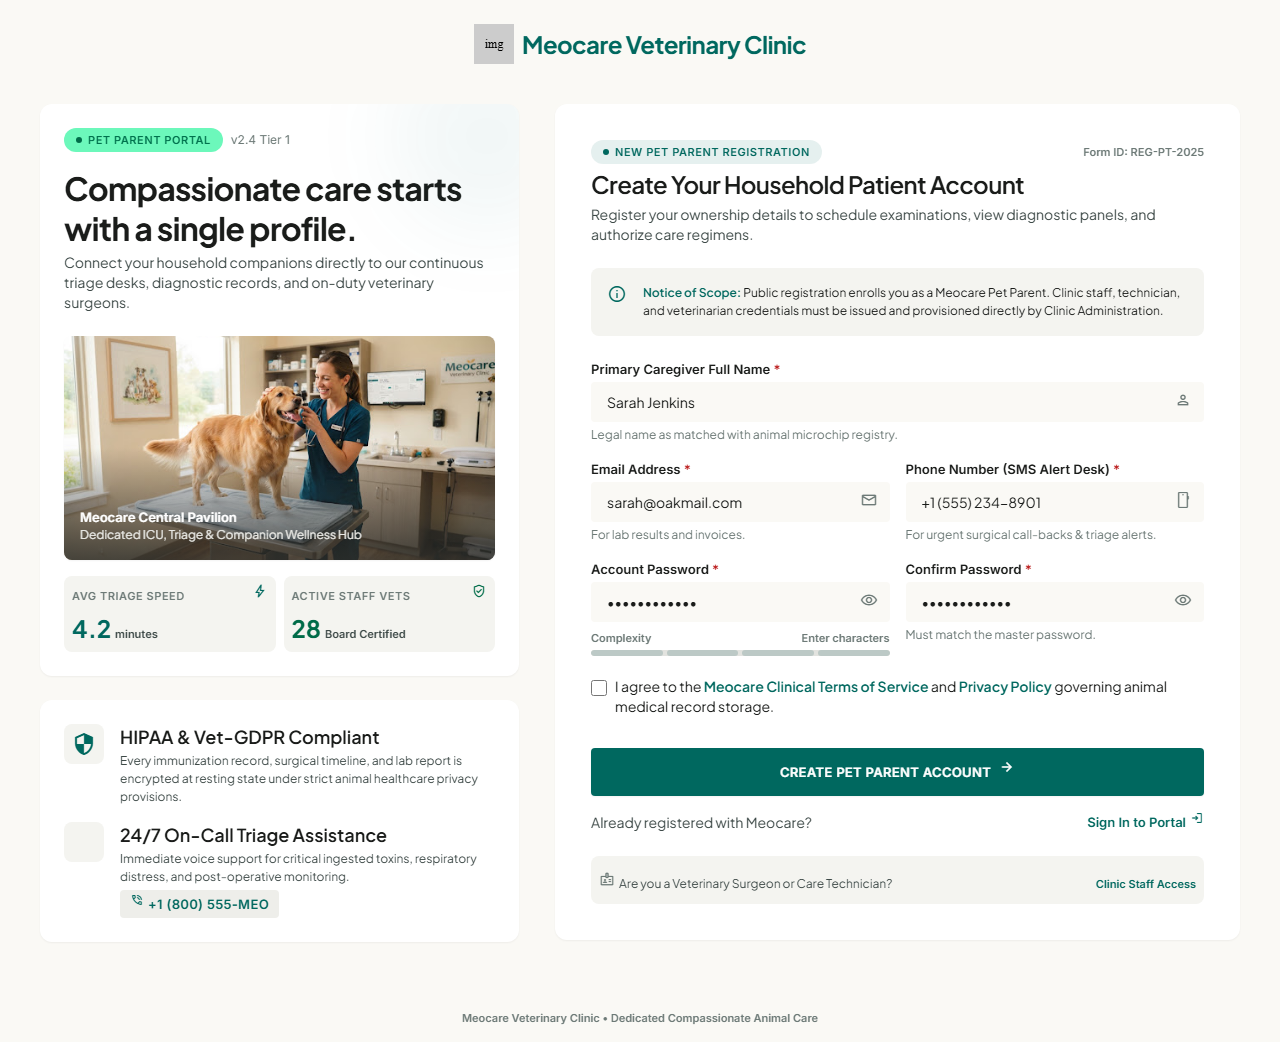 img
Meocare Veterinary Clinic
PET PARENT PORTAL
v2.4 Tier 1
Compassionate care starts
with a single profile.
Connect your household companions directly to our continuous
triage desks, diagnostic records, and on-duty veterinary
surgeons.
Meocare
Veterinary Clinic
Meocare Central Pavilion
Dedicated ICU, Triage & Companion Wellness Hub
AVG TRIAGE SPEED
4.2 minutes
ACTIVE STAFF VETS
28 Board Certified
HIPAA & Vet-GDPR Compliant
Every immunization record, surgical timeline, and lab report is
encrypted at resting state under strict animal healthcare privacy
provisions.
24/7 On-Call Triage Assistance
Immediate voice support for critical ingested toxins, respiratory
distress, and post-operative monitoring.
+1 (800) 555-MEO
NEW PET PARENT REGISTRATION
Form ID: REG-PT-2025
Create Your Household Patient Account
Register your ownership details to schedule examinations, view diagnostic panels, and
authorize care regimens.
Notice of Scope: Public registration enrolls you as a Meocare Pet Parent. Clinic staff, technician,
and veterinarian credentials must be issued and provisioned directly by Clinic Administration.
Primary Caregiver Full Name *
Sarah Jenkins
Legal name as matched with animal microchip registry.
Email Address *
sarah@oakmail.com
For lab results and invoices.
Phone Number (SMS Alert Desk) *
+1 (555) 234-8901
For urgent surgical call-backs & triage alerts.
Account Password *
••••••••••••
Complexity
Enter characters
Confirm Password *
••••••••••••
Must match the master password.
I agree to the Meocare Clinical Terms of Service and Privacy Policy governing animal
medical record storage.
CREATE PET PARENT ACCOUNT
Already registered with Meocare?
Sign In to Portal
Are you a Veterinary Surgeon or Care Technician?
Clinic Staff Access
Meocare Veterinary Clinic • Dedicated Compassionate Animal Care